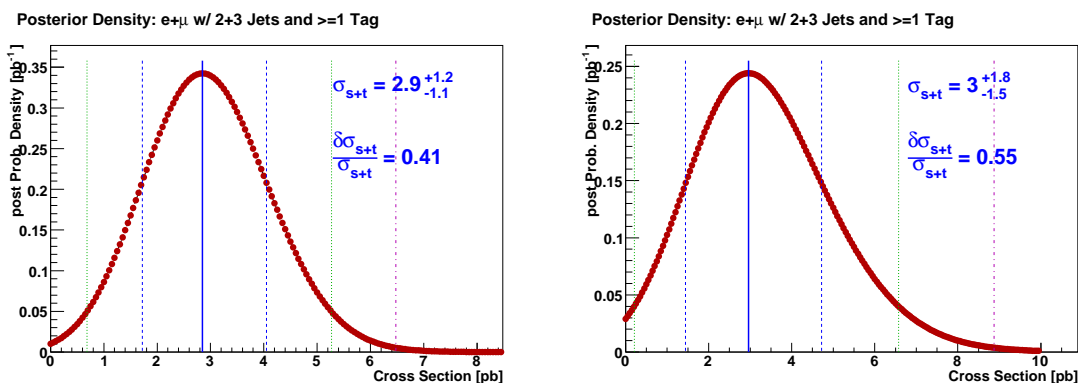 Posterior Density: e+μ w/ 2+3 Jets and >=1 Tag
post Prob. Density [pb⁻¹]
0.35
0.3
0.25
0.2
0.15
0.1
0.05
0
σs+t = 2.9 +1.2 -1.1
δσs+t / σs+t = 0.41
0 1 2 3 4 5 6 7 8
Cross Section [pb]
Posterior Density: e+μ w/ 2+3 Jets and >=1 Tag
post Prob. Density [pb⁻¹]
0.25
0.2
0.15
0.1
0.05
0
σs+t = 3 +1.8 -1.5
δσs+t / σs+t = 0.55
0 2 4 6 8 10
Cross Section [pb]